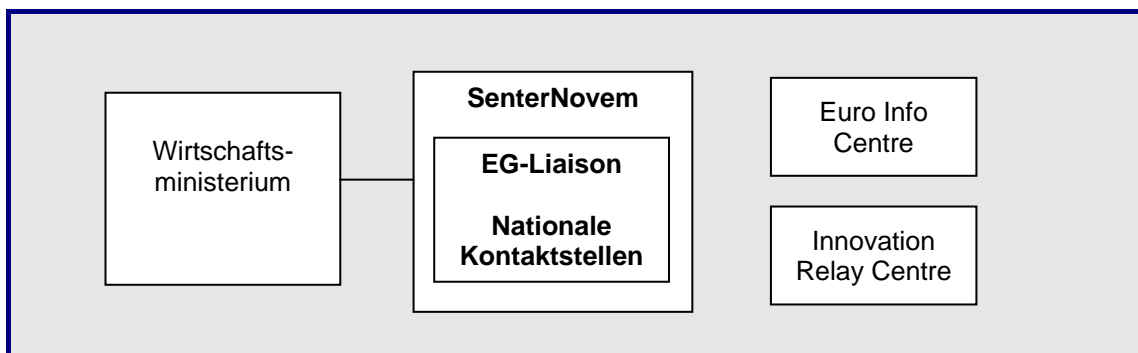 Wirtschafts-
ministerium
SenterNovem
EG-Liaison
Nationale
Kontaktstellen
Euro Info
Centre
Innovation
Relay Centre